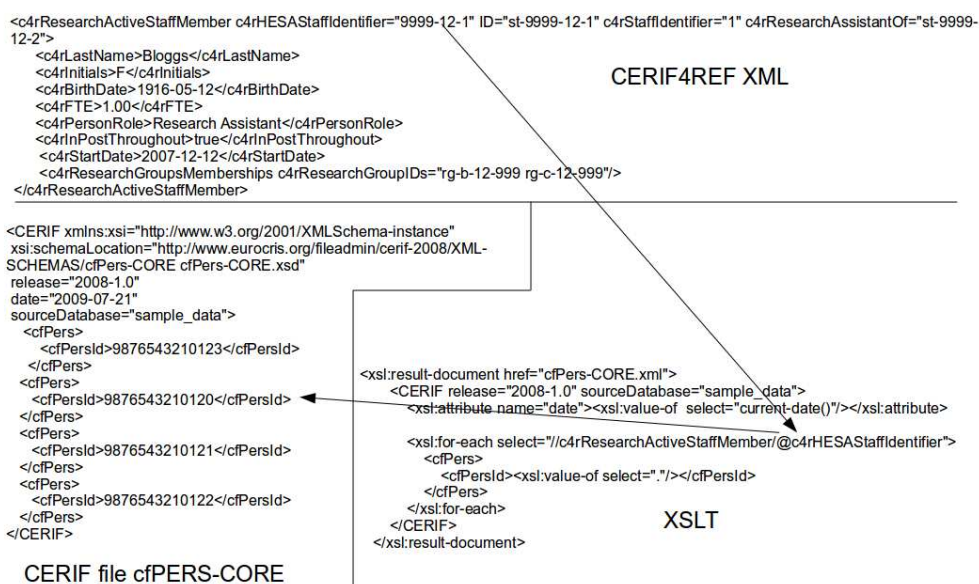 <c4rResearchActiveStaffMember c4rHESAStaffIdentifier="9999-12-1" ID="st-9999-12-1" c4rStaffIdentifier="1" c4rResearchAssistantOf="st-9999-
12-2">
<c4rLastName>Bloggs</c4rLastName>
<c4rInitials>F</c4rInitials>
<c4rBirthDate>1916-05-12</c4rBirthDate>
<c4rFTE>1.00</c4rFTE>
<c4rPersonRole>Research Assistant</c4rPersonRole>
<c4rInPostThroughout>true</c4rInPostThroughout>
<c4rStartDate>2007-12-12</c4rStartDate>
<c4rResearchGroupsMemberships c4rResearchGroupIDs="rg-b-12-999 rg-c-12-999"/>
</c4rResearchActiveStaffMember>
CERIF4REF XML
<CERIF xmlns:xsi="http://www.w3.org/2001/XMLSchema-instance"
xsi:schemaLocation="http://www.eurocris.org/fileadmin/cerif-2008/XML-
SCHEMAS/cfPers-CORE cfPers-CORE.xsd"
release="2008-1.0"
date="2009-07-21"
sourceDatabase="sample_data">
<cfPers>
<cfPersId>9876543210123</cfPersId>
</cfPers>
<cfPers>
<cfPersId>9876543210120</cfPersId>
</cfPers>
<cfPers>
<cfPersId>9876543210121</cfPersId>
</cfPers>
<cfPers>
<cfPersId>9876543210122</cfPersId>
</cfPers>
</CERIF>
CERIF file cfPERS-CORE
<xsl:result-document href="cfPers-CORE.xml">
<CERIF release="2008-1.0" sourceDatabase="sample_data">
<xsl:attribute name="date"><xsl:value-of select="current-date()"/></xsl:attribute>
<xsl:for-each select="//c4rResearchActiveStaffMember/@c4rHESAStaffIdentifier">
<cfPers>
<cfPersId><xsl:value-of select="."/></cfPersId>
</cfPers>
</xsl:for-each>
</CERIF>
</xsl:result-document>
XSLT